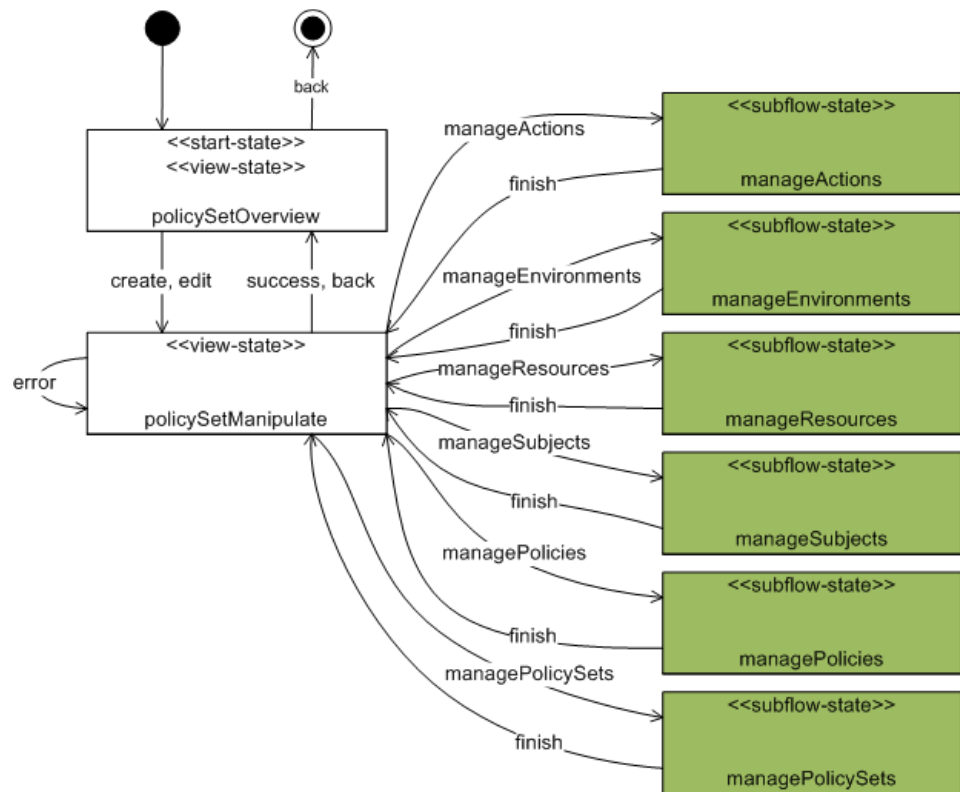 back
<<start-state>>
<<view-state>>
policySetOverview
create, edit
success, back
<<view-state>>
policySetManipulate
error
manageActions
finish
manageEnvironments
finish
manageResources
finish
manageSubjects
finish
managePolicies
finish
managePolicySets
finish
<<subflow-state>>
manageActions
<<subflow-state>>
manageEnvironments
<<subflow-state>>
manageResources
<<subflow-state>>
manageSubjects
<<subflow-state>>
managePolicies
<<subflow-state>>
managePolicySets